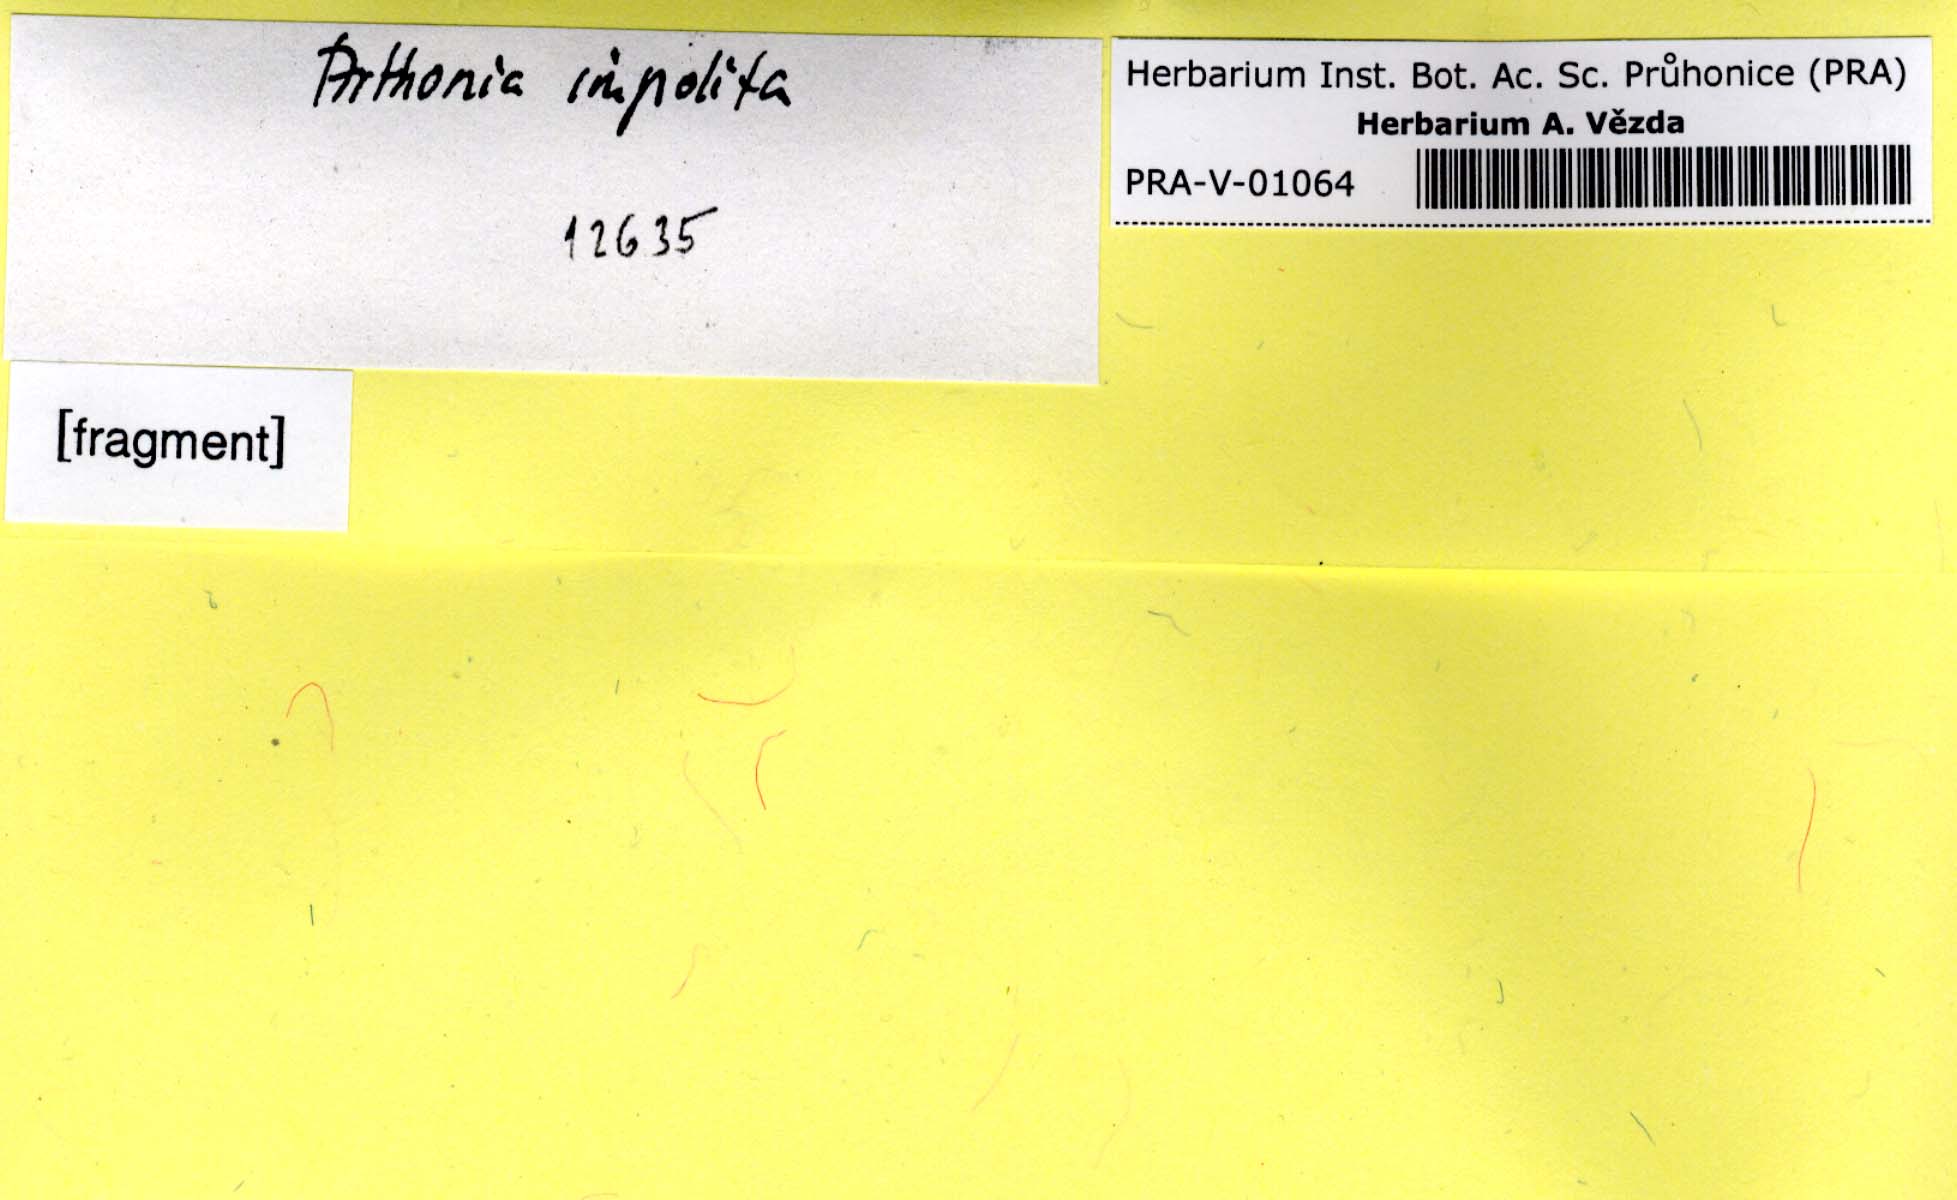 Arthonia impolita
12635
[fragment]
Herbarium Inst. Bot. Ac. Sc. Průhonice (PRA)
Herbarium A. Vězda
PRA-V-01064